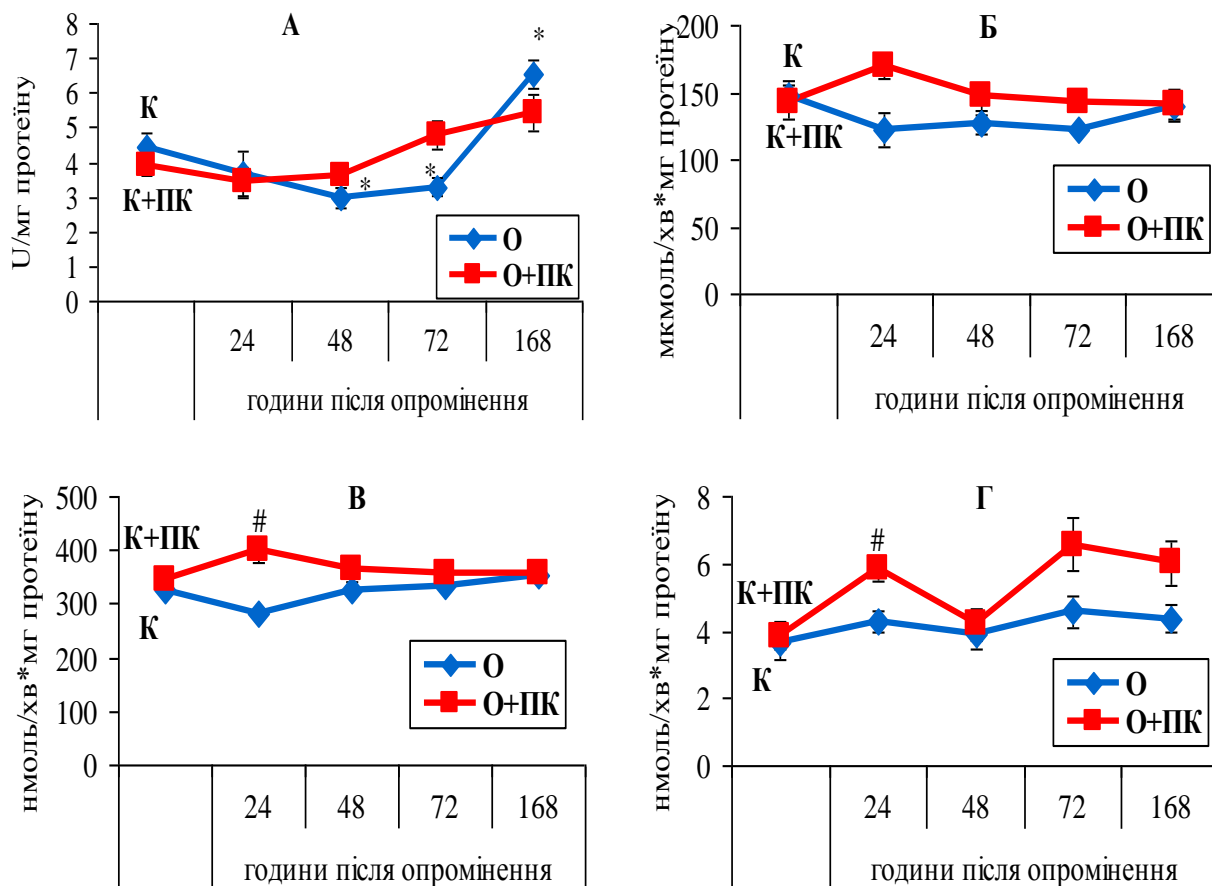 А
U/мг протеїну
8
7
6
5
4
3
2
1
0
К
К+ПК
*
*
*
О
О+ПК
24 48 72 168
години після опромінення
Б
мкмоль/хв*мг протеїну
200
150
100
50
0
К
К+ПК
О
О+ПК
24 48 72 168
години після опромінення
В
нмоль/хв*мг протеїну
500
400
300
200
100
0
К+ПК
К
#
О
О+ПК
24 48 72 168
години після опромінення
Г
нмоль/хв*мг протеїну
8
6
4
2
0
К+ПК
К
#
О
О+ПК
24 48 72 168
години після опромінення